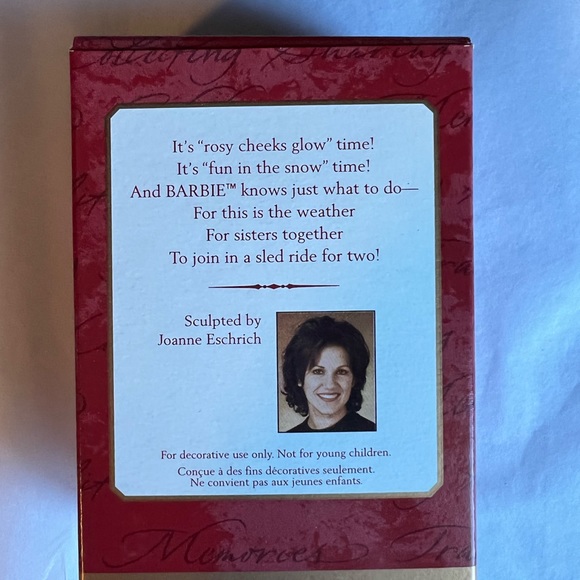 Collecting Sharing
It's “rosy cheeks glow” time!
It's “fun in the snow” time!
And BARBIE™ knows just what to do—
For this is the weather
For sisters together
To join in a sled ride for two!
Sculpted by
Joanne Eschrich
For decorative use only. Not for young children.
Conçue à des fins décoratives seulement.
Ne convient pas aux jeunes enfants.
Memories Tra